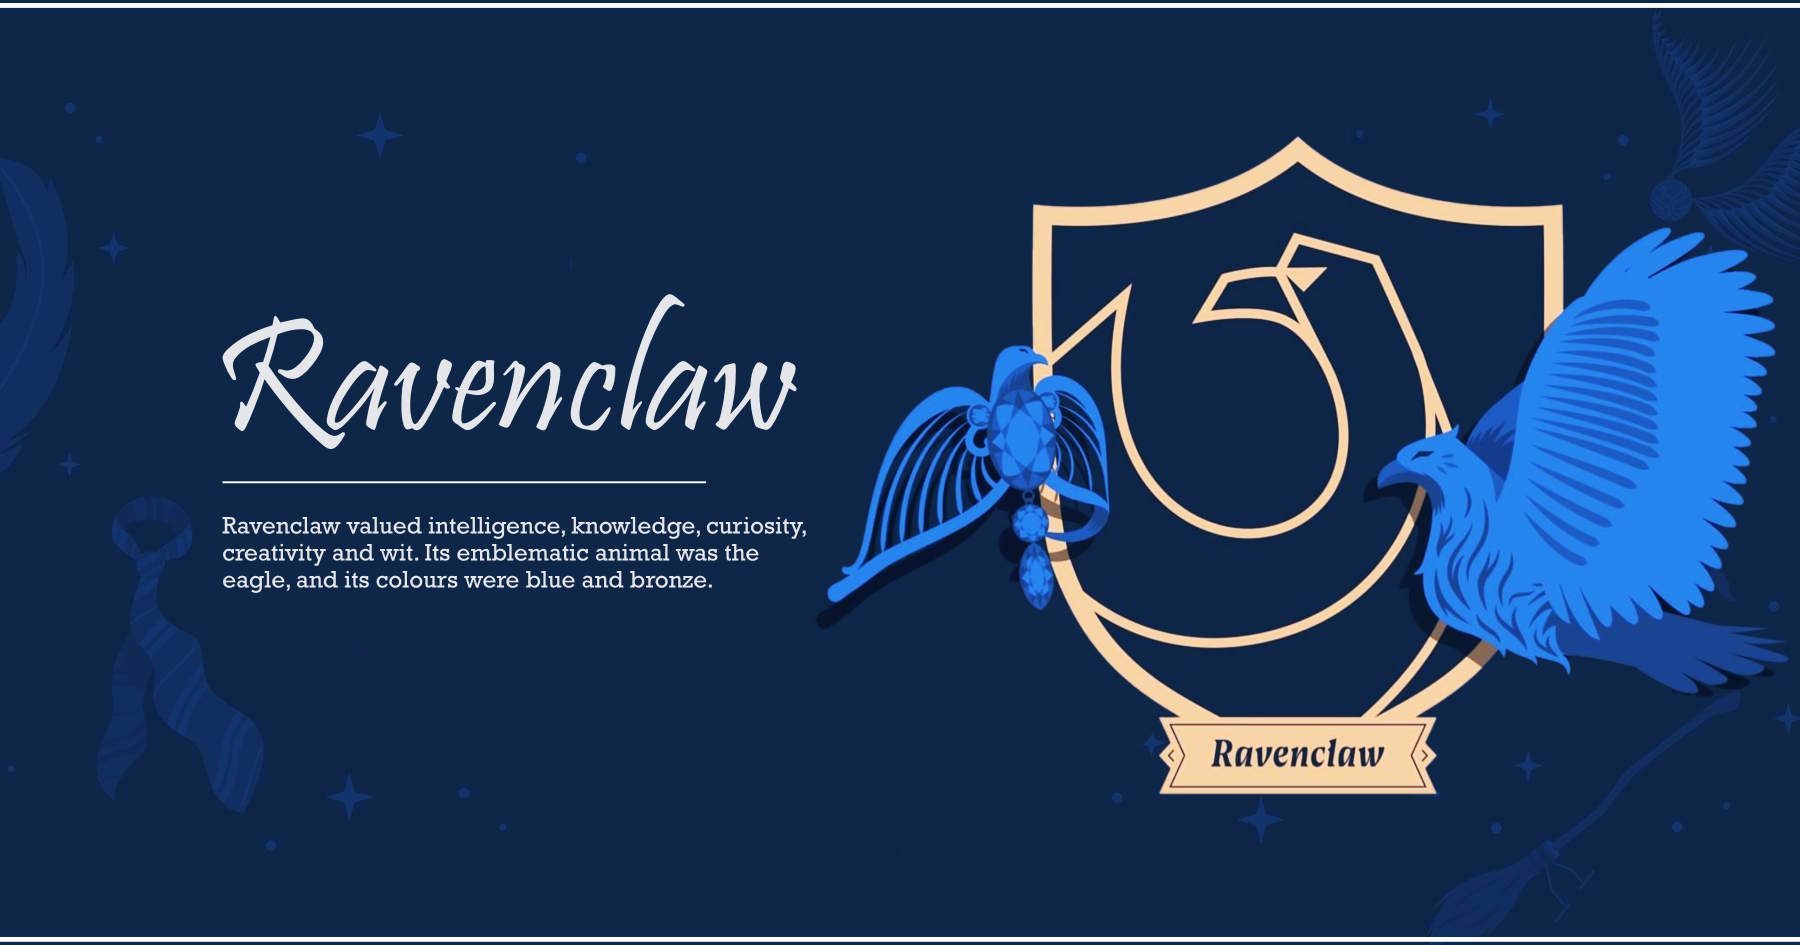 Ravenclaw
Ravenclaw valued intelligence, knowledge, curiosity,
creativity and wit. Its emblematic animal was the
eagle, and its colours were blue and bronze.
Ravenclaw